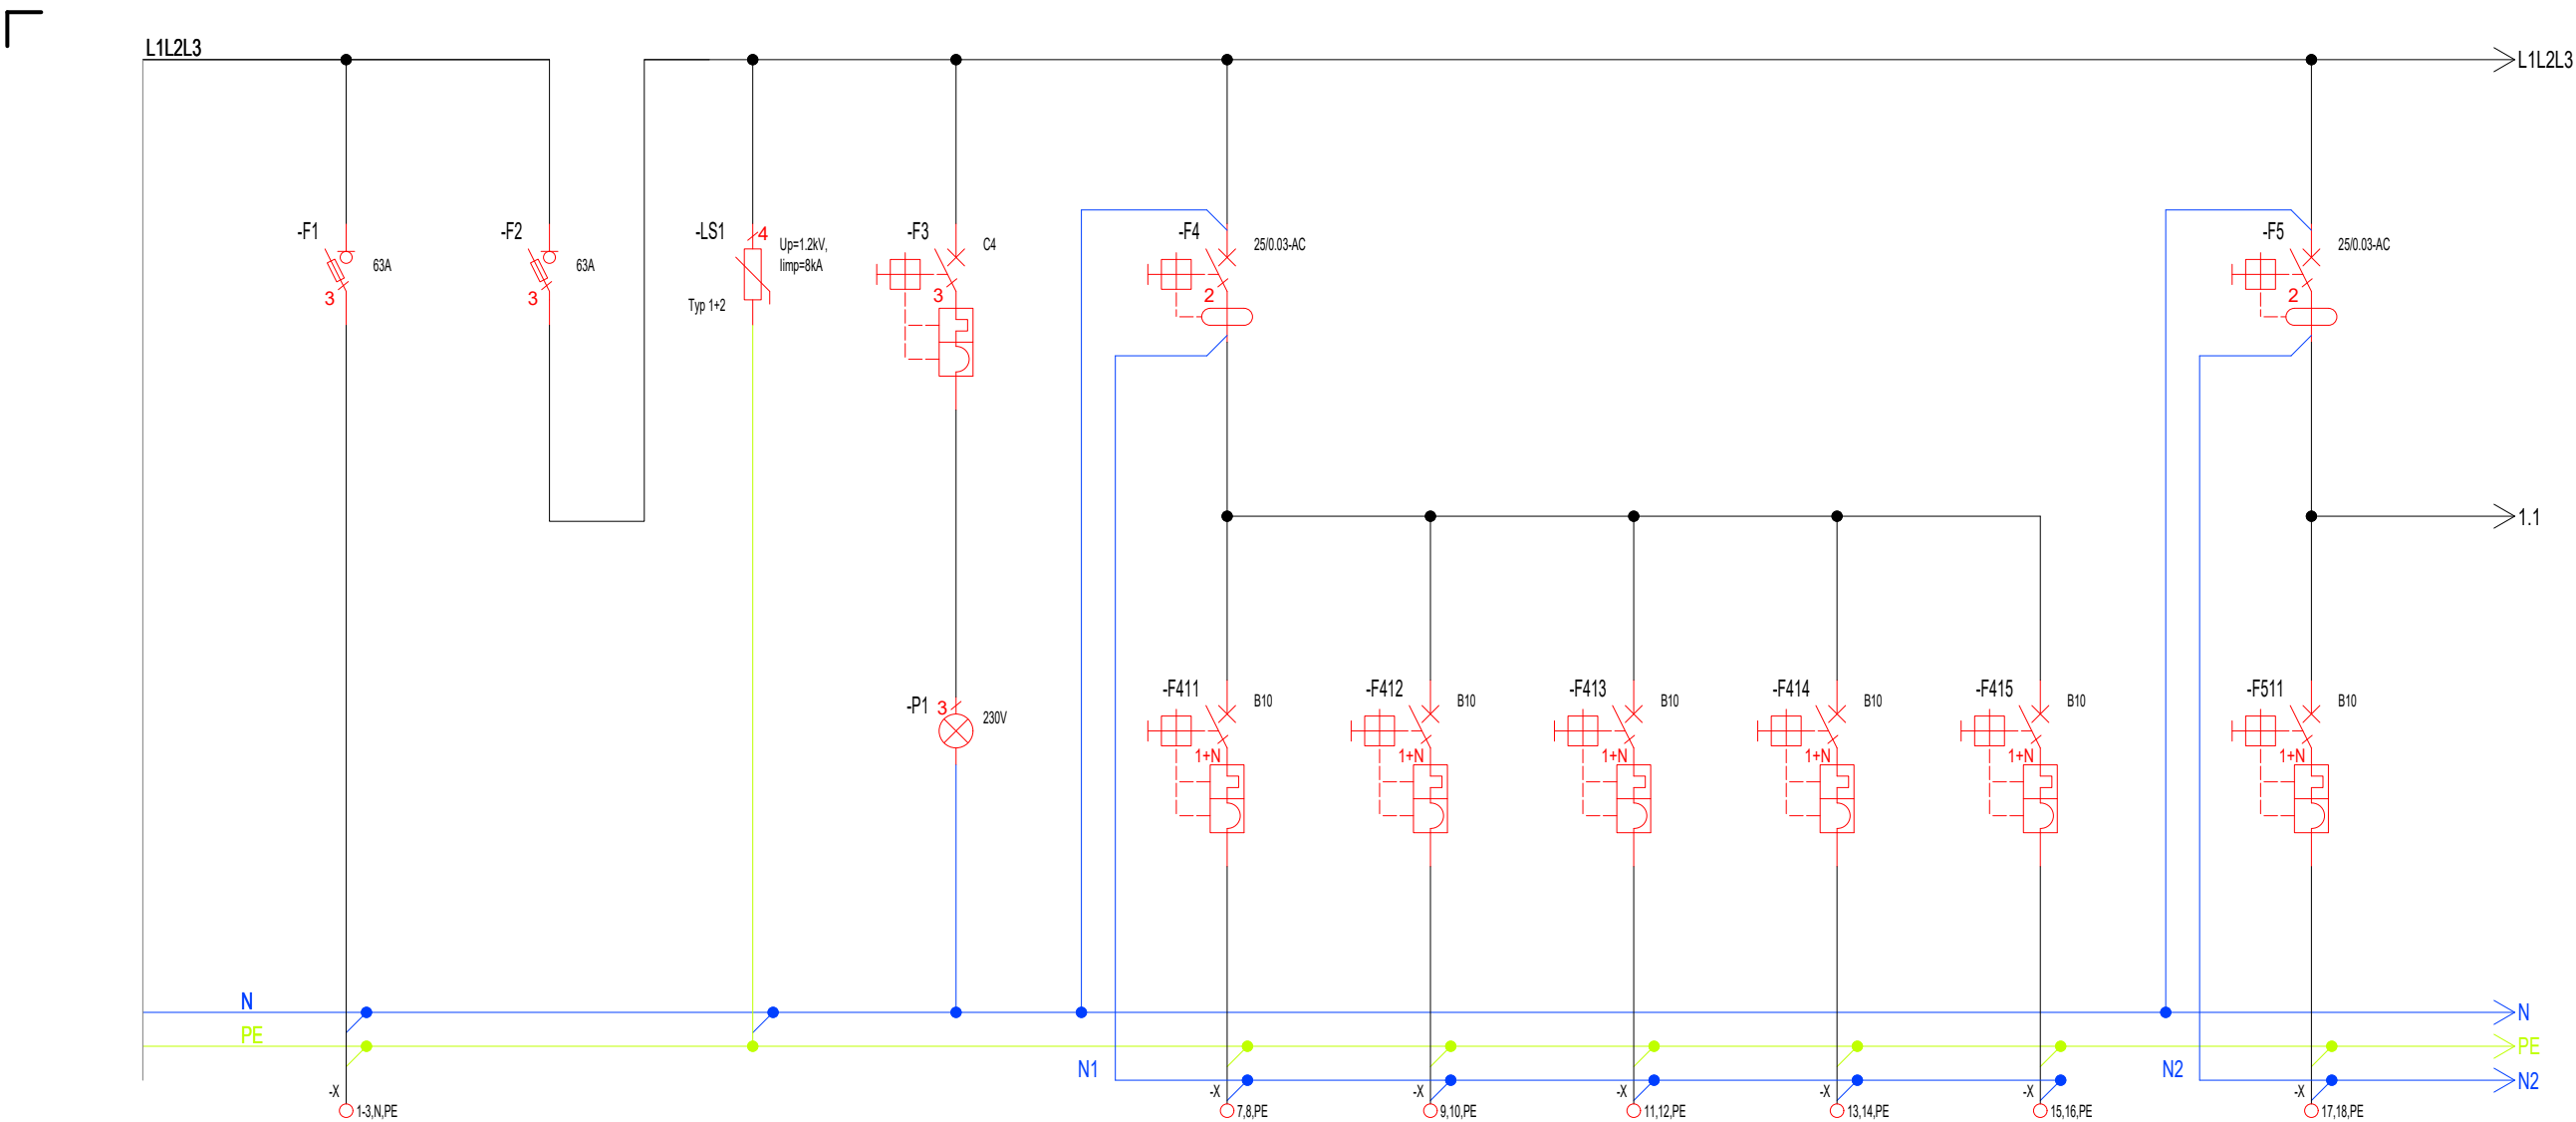 L1L2L3
L1L2L3
-F1
63A
3
-F2
63A
3
-LS1
4
Up=1.2kV,
Iimp=8kA
Typ 1+2
-F3
C4
3
-F4
25/0.03-AC
2
-F5
25/0.03-AC
2
1.1
-P1
3
230V
-F411
B10
1+N
-F412
B10
1+N
-F413
B10
1+N
-F414
B10
1+N
-F415
B10
1+N
-F511
B10
1+N
N
N
PE
PE
N1
N2
N2
-X
1-3,N,PE
-X
7,8,PE
-X
9,10,PE
-X
11,12,PE
-X
13,14,PE
-X
15,16,PE
-X
17,18,PE